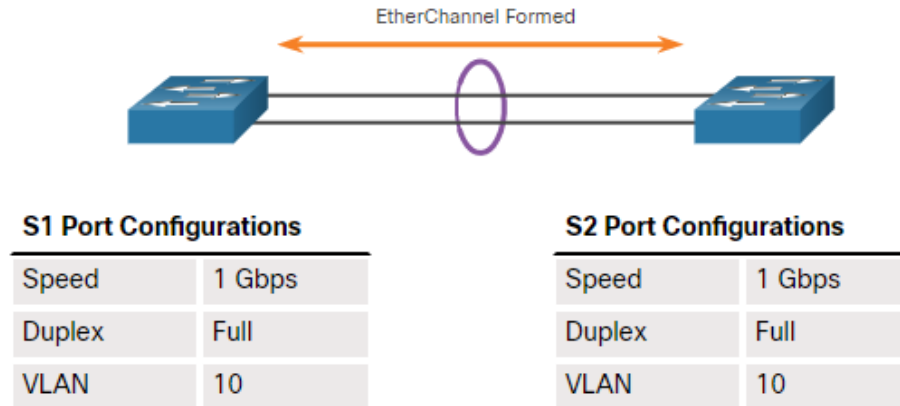 EtherChannel Formed
S1 Port Configurations
Speed 1 Gbps
Duplex Full
VLAN 10
S2 Port Configurations
Speed 1 Gbps
Duplex Full
VLAN 10